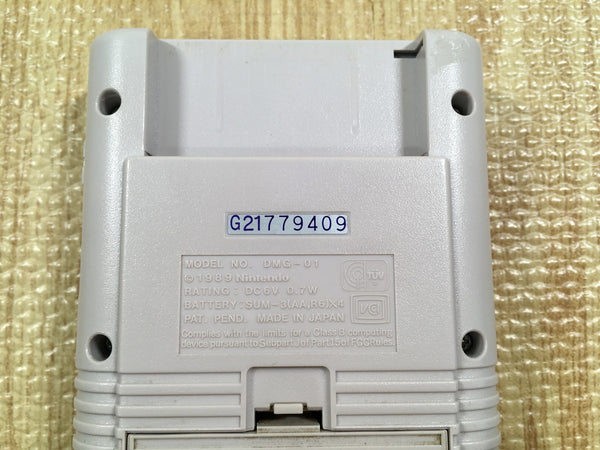 G21779409
MODEL NO. DMG-01
©1989 Nintendo
RATING : DC6V 0.7W
BATTERY : SUM-3(AA,R6)X4
PAT. PEND. MADE IN JAPAN
Complies with the limits for a Class B computing
device pursuant to Subpart J of Part 15 of FCC Rules.
TÜV